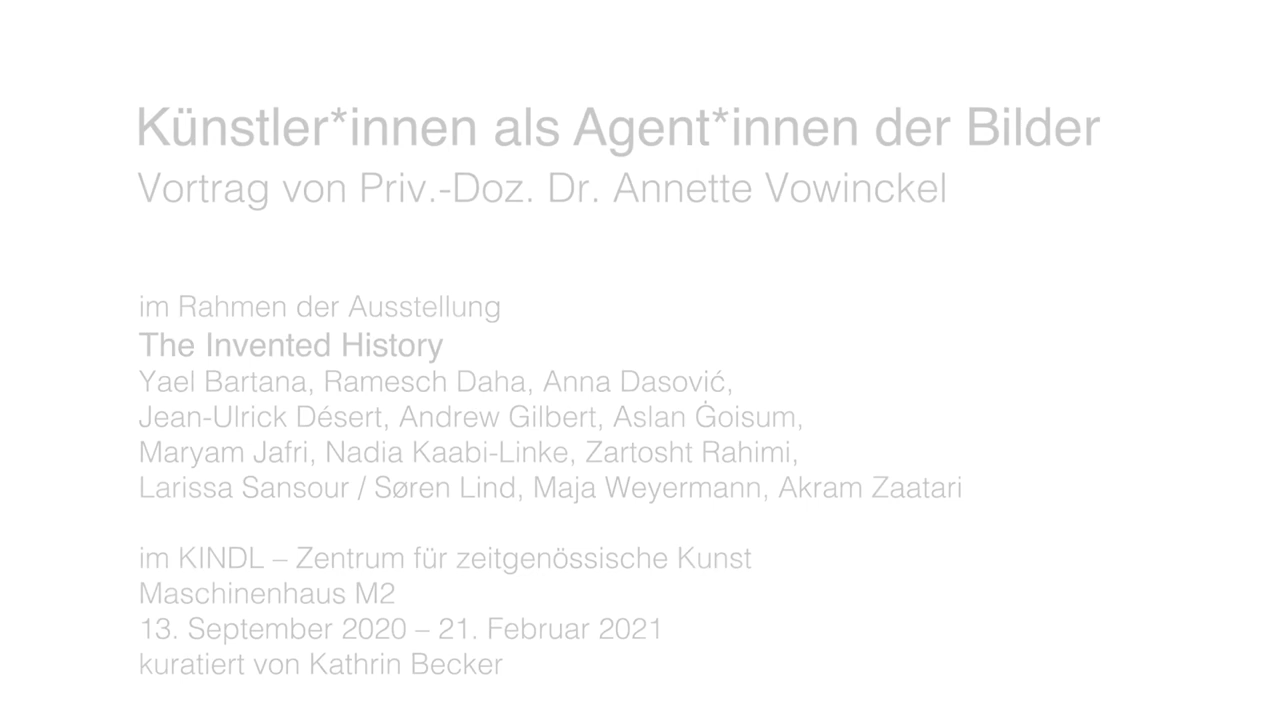 Künstler*innen als Agent*innen der Bilder
Vortrag von Priv.-Doz. Dr. Annette Vowinckel
im Rahmen der Ausstellung
The Invented History
Yael Bartana, Ramesch Daha, Anna Dasović,
Jean-Ulrick Désert, Andrew Gilbert, Aslan Ġoisum,
Maryam Jafri, Nadia Kaabi-Linke, Zartosht Rahimi,
Larissa Sansour / Søren Lind, Maja Weyermann, Akram Zaatari
im KINDL – Zentrum für zeitgenössische Kunst
Maschinenhaus M2
13. September 2020 – 21. Februar 2021
kuratiert von Kathrin Becker